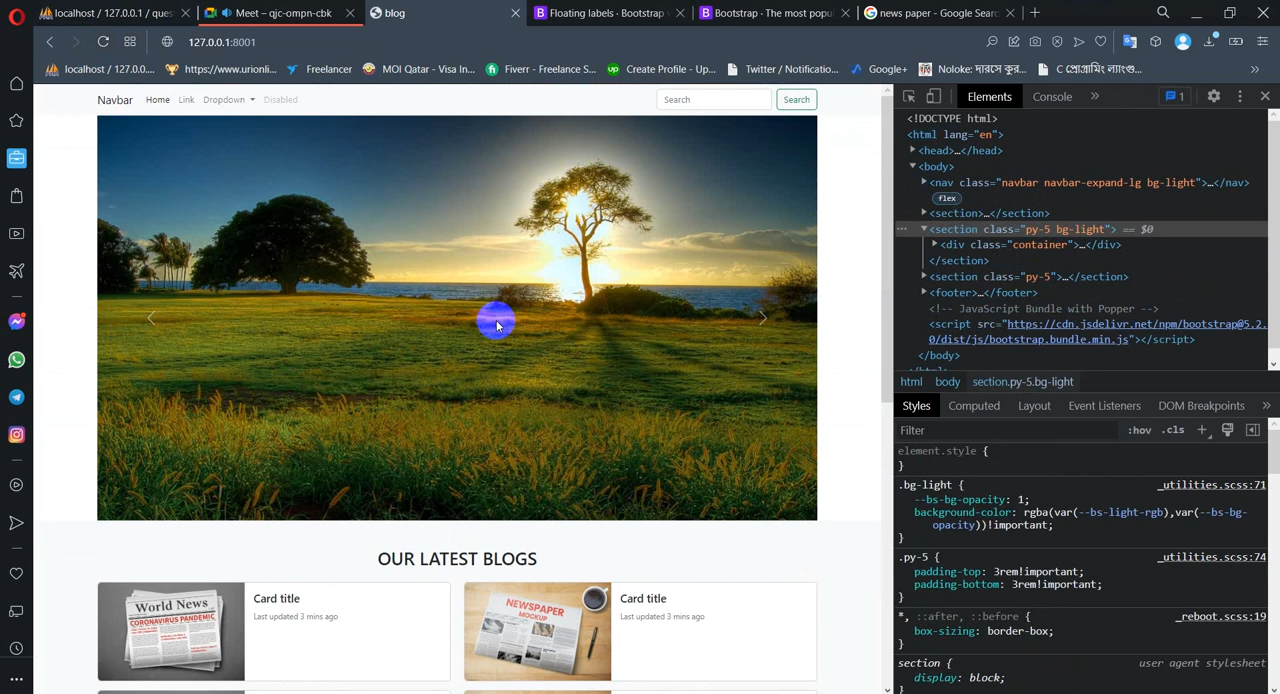 localhost / 127.0.0.1 / ques
Meet – qjc-ompn-cbk
blog
Floating labels · Bootstrap v
Bootstrap · The most popu
news paper - Google Searc
127.0.0.1:8001
localhost / 127.0.0....
https://www.urionli...
Freelancer
MOI Qatar - Visa In...
Fiverr - Freelance S...
Create Profile - Up...
Twitter / Notificatio...
Google+
Noloke: দারসে কুর...
C প্রোগ্রামিং ল্যাংগু...
Navbar
Home
Link
Dropdown
Disabled
Search
Search
OUR LATEST BLOGS
World News
CORONAVIRUS PANDEMIC
Card title
Last updated 3 mins ago
NEWSPAPER
MOCKUP
Card title
Last updated 3 mins ago
Elements
Console
1
<!DOCTYPE html>
<html lang="en">
<head>…</head>
<body>
<nav class="navbar navbar-expand-lg bg-light">…</nav>
flex
<section>…</section>
<section class="py-5 bg-light"> == $0
<div class="container">…</div>
</section>
<section class="py-5">…</section>
<footer>…</footer>
<!-- JavaScript Bundle with Popper -->
<script src="https://cdn.jsdelivr.net/npm/bootstrap@5.2.
0/dist/js/bootstrap.bundle.min.js"></script>
</body>
</html>
html
body
section.py-5.bg-light
Styles
Computed
Layout
Event Listeners
DOM Breakpoints
Filter
:hov
.cls
element.style {
}
.bg-light {
_utilities.scss:71
--bs-bg-opacity: 1;
background-color: rgba(var(--bs-light-rgb),var(--bs-bg-
opacity))!important;
}
.py-5 {
_utilities.scss:74
padding-top: 3rem!important;
padding-bottom: 3rem!important;
}
*, ::after, ::before {
_reboot.scss:19
box-sizing: border-box;
}
section {
user agent stylesheet
display: block;
}